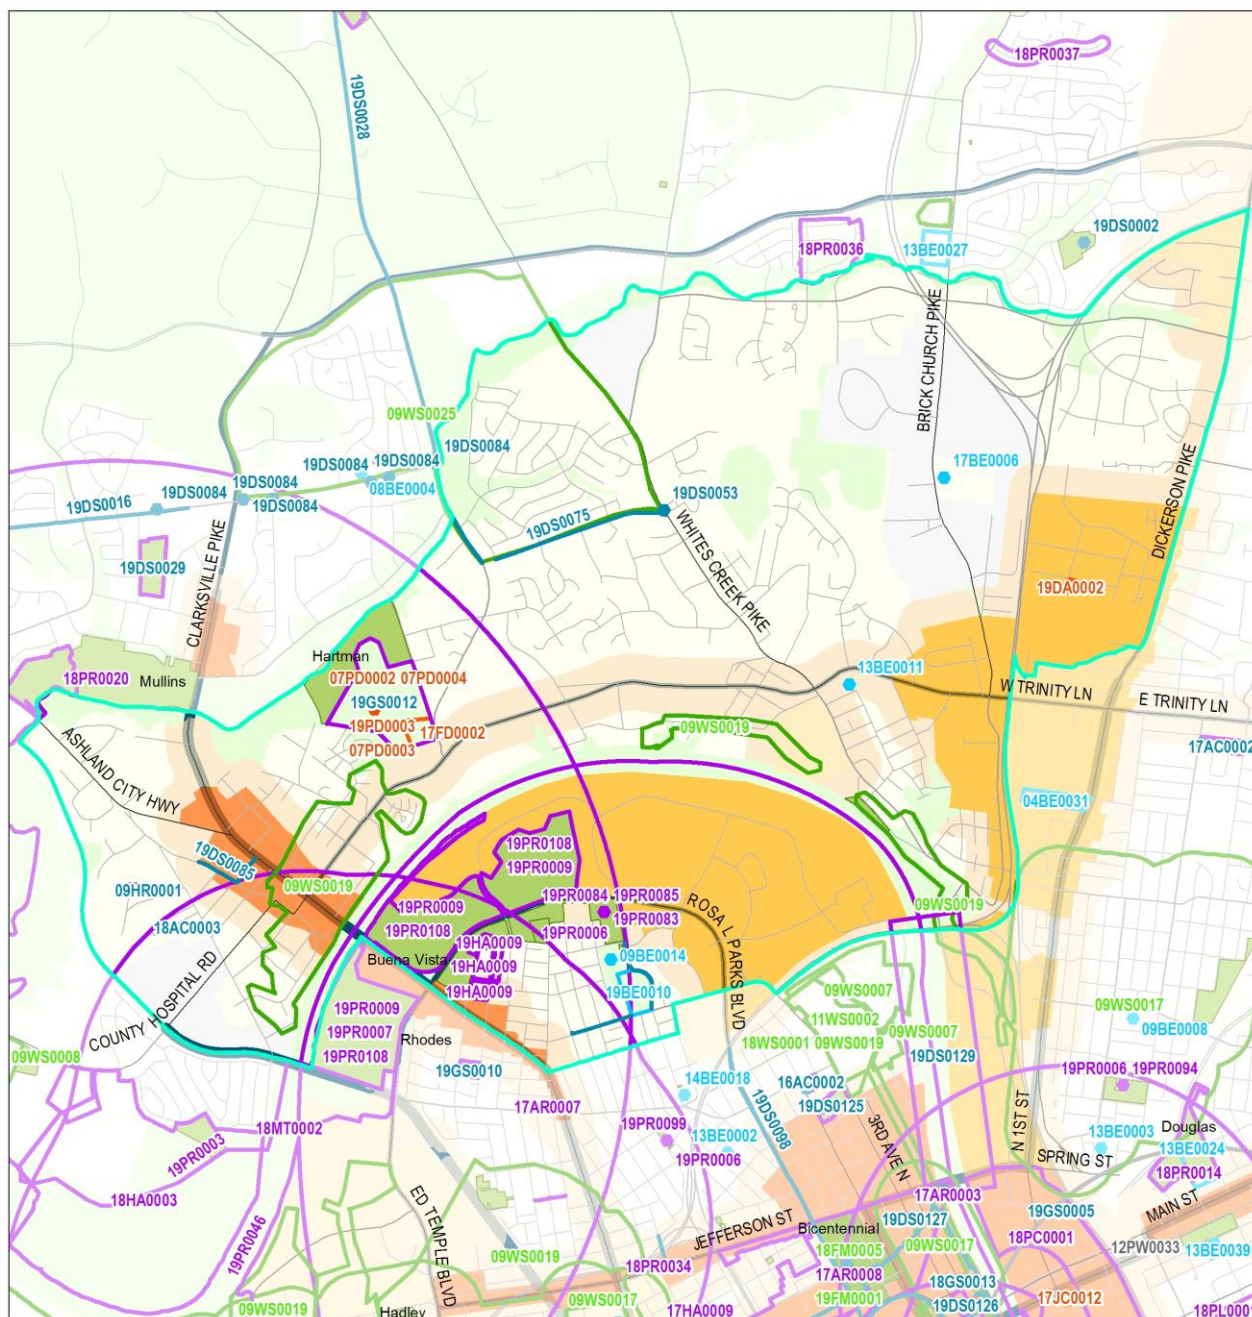 18PR0037
19DS0028
18PR0036
13BE0027
19DS0002
BRICK CHURCH PIKE
09WS0025
19DS0084
19DS0084
19DS0084
08BE0004
19DS0084
19DS0084
19DS0084
19DS0016
17BE0006
19DS0053
19DS0075
WHITES CREEK PIKE
DICKERSON PIKE
CLARKSVILLE PIKE
19DS0029
19DA0002
Hartman
07PD0002 07PD0004
18PR0020
Mullins
19GS0012
13BE0011
W TRINITY LN
E TRINITY LN
19PD0003
17FD0002
07PD0003
09WS0019
17AC0002
ASHLAND CITY HWY
04BE0031
19PR0108
19PR0009
19DS0085
09HR0001
09WS0019
19PR0009
19PR0084
19PR0085
19PR0083
09WS0019
18AC0003
19PR0108
19PR0006
ROSA L PARKS BLVD
19HA0009
Buena Vista
19HA0009
09BE0014
19HA0009
19BE0010
COUNTY HOSPITAL RD
19PR0009
19PR0007
19PR0108
Rhodes
09WS0007
11WS0002
18WS0001
09WS0019
09WS0007
09WS0017
09BE0008
09WS0008
19GS0010
14BE0018
16AC0002
19DS0129
19PR0006
19PR0094
19DS0125
17AR0007
19DS0098
3RD AVE N
N 1ST ST
18MT0002
19PR0099
13BE0002
Douglas
19PR003
19PR0006
13BE0003
13BE0024
SPRING ST
18PR0014
18HA0003
17AR0003
MAIN ST
19PR0046
ED TEMPLE BLVD
JEFFERSON ST
Bicentennial
19DS0127
19GS0005
18FM0005
09WS0017
18PC0001
12PW0033
13BE0039
09WS0019
18PR0034
17AR0008
18GS0013
09WS0019
Hadley
09WS0017
17HA0009
19FM0001
19DS0126
17JC0012